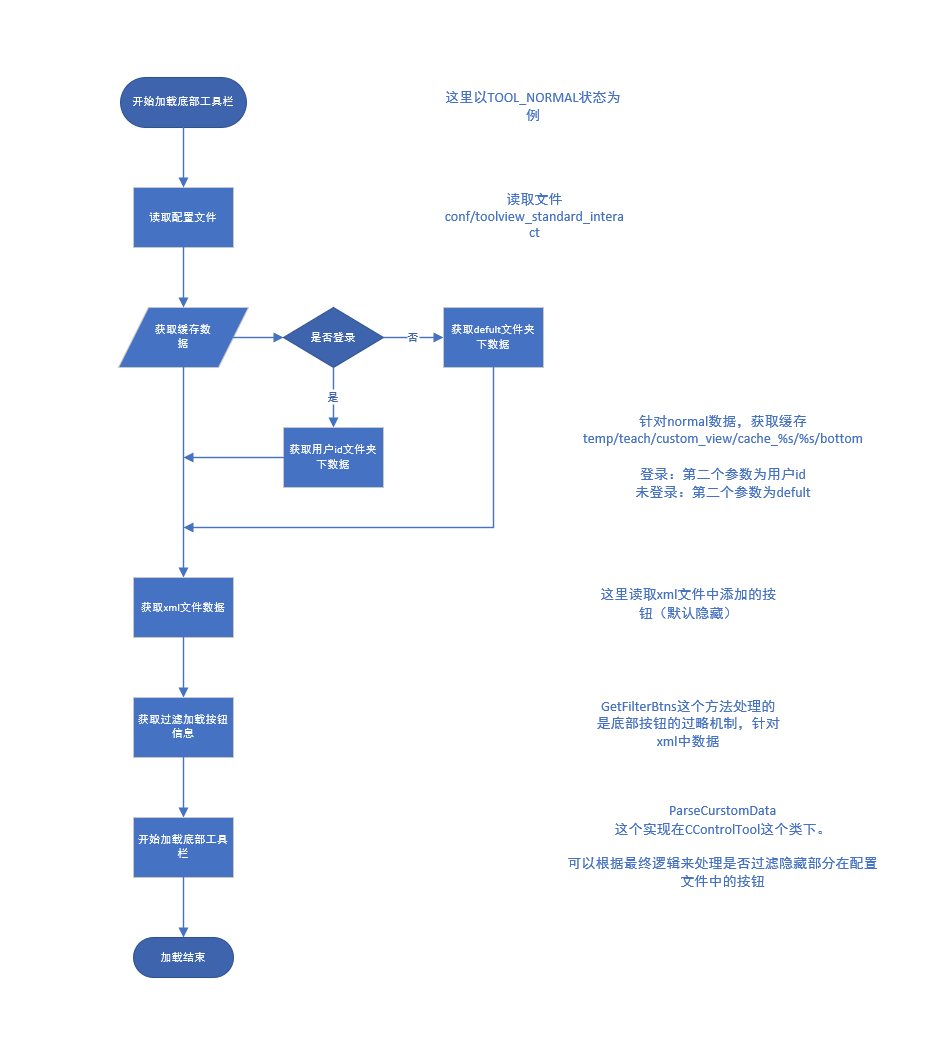 开始加载底部工具栏
这里以TOOL_NORMAL状态为
例
读取配置文件
读取文件
conf/toolview_standard_intera
ct
获取缓存数
据
是否登录
否
获取defult文件夹
下数据
是
获取用户id文件夹
下数据
针对normal数据，获取缓存
temp/teach/custom_view/cache_%s/%s/bottom
登录：第二个参数为用户id
未登录：第二个参数为defult
获取xml文件数据
这里读取xml文件中添加的按
钮（默认隐藏）
获取过滤加载按钮
信息
GetFilterBtns这个方法处理的
是底部按钮的过略机制，针对
xml中数据
开始加载底部工具
栏
ParseCurstomData
这个实现在CControlTool这个类下。
可以根据最终逻辑来处理是否过滤隐藏部分在配置
文件中的按钮
加载结束